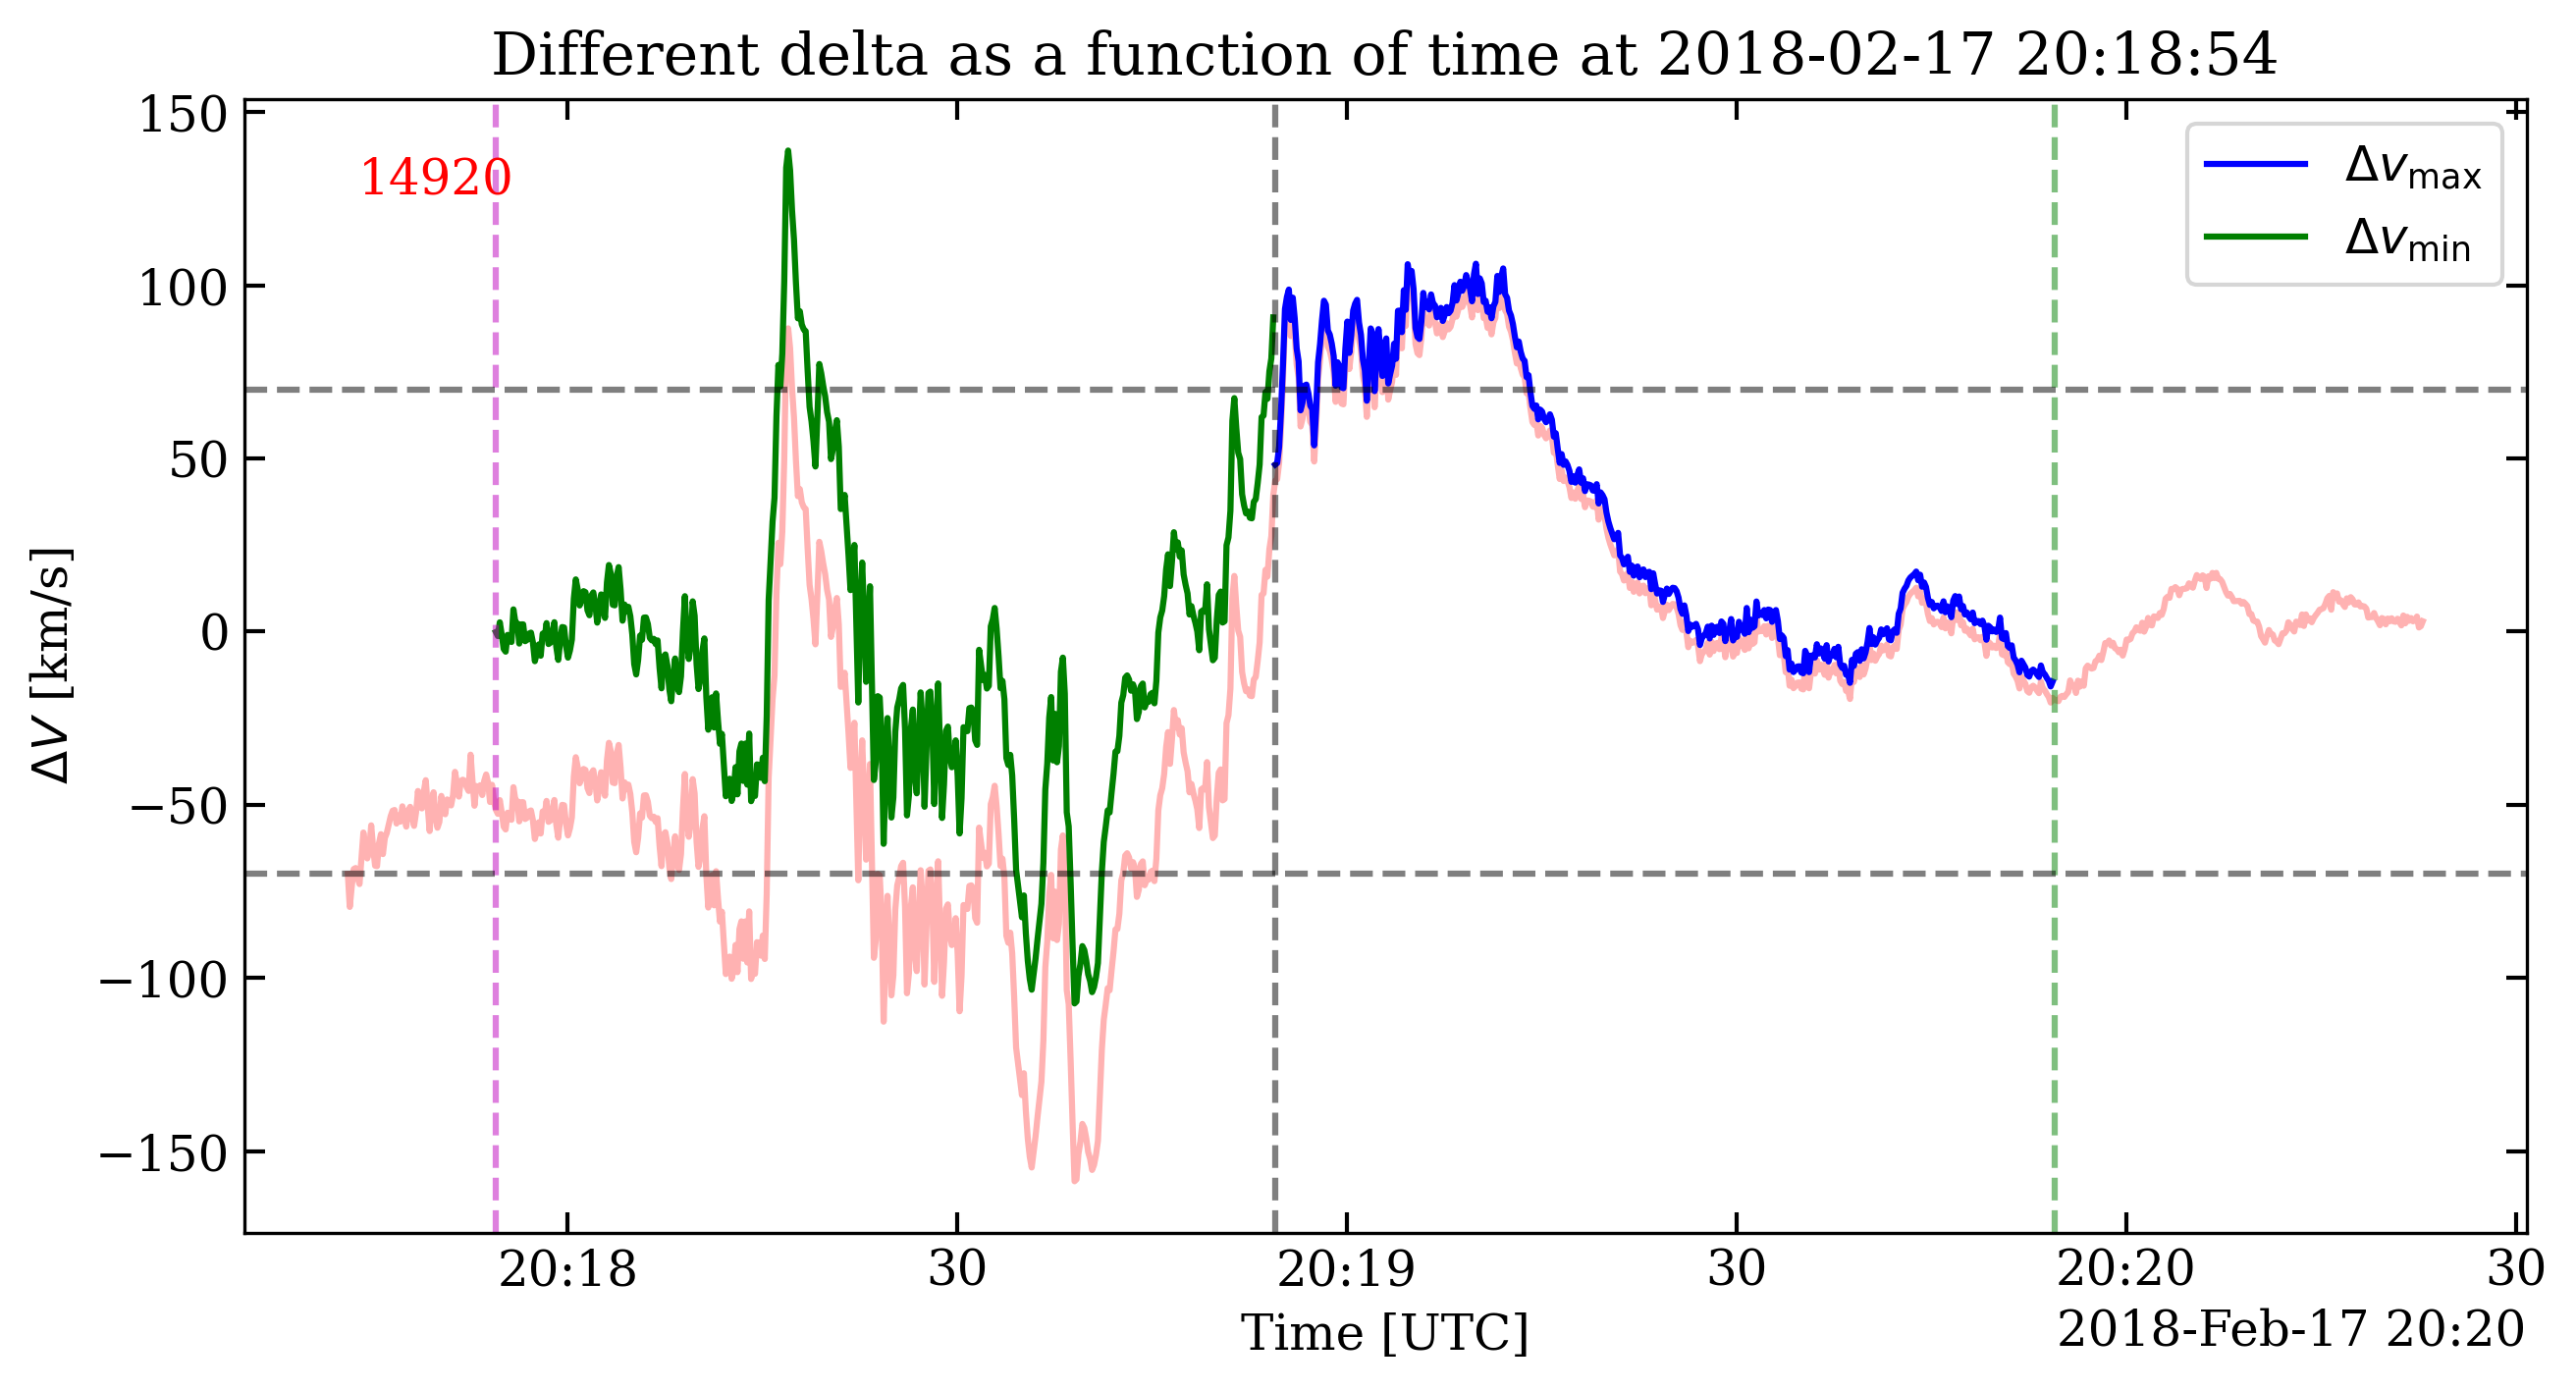 Different delta as a function of time at 2018-02-17 20:18:54
14920
Δv_max
Δv_min
150
100
50
0
−50
−100
−150
ΔV [km/s]
20:18 30 20:19 30 20:20 30
Time [UTC]
2018-Feb-17 20:20